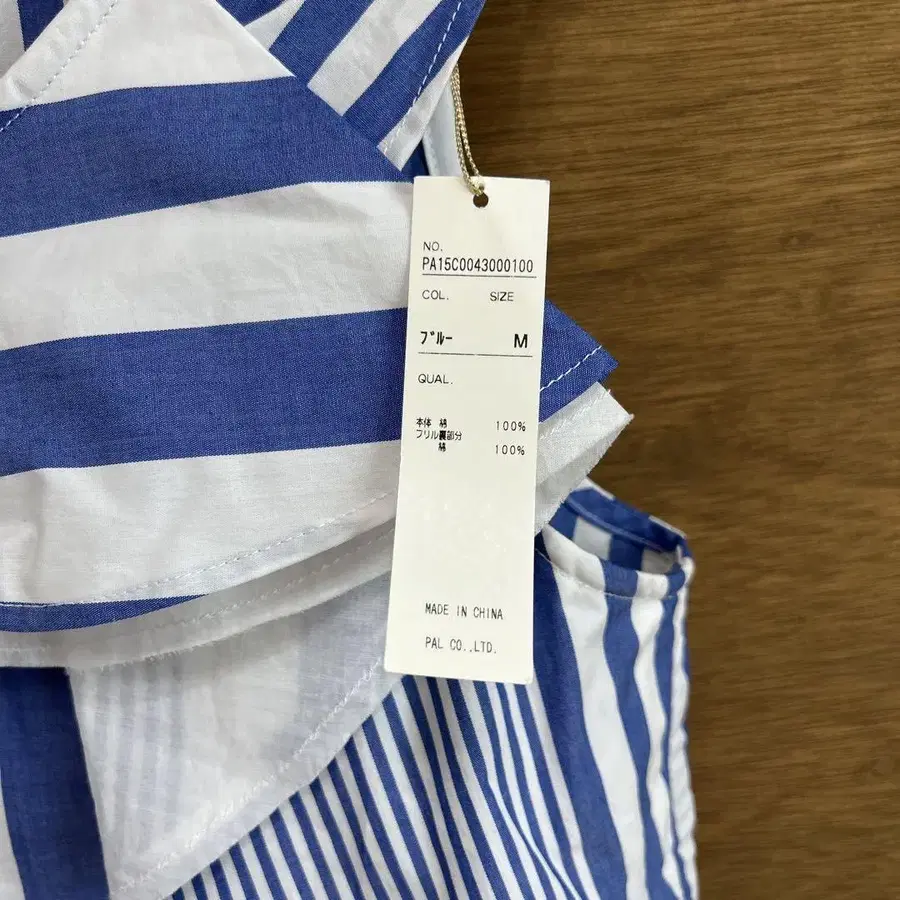 NO.
PA15C0043000100
COL. SIZE
ブルー M
QUAL.
本体 綿 100%
フリル裏部分
綿 100%
MADE IN CHINA
PAL CO.,LTD.